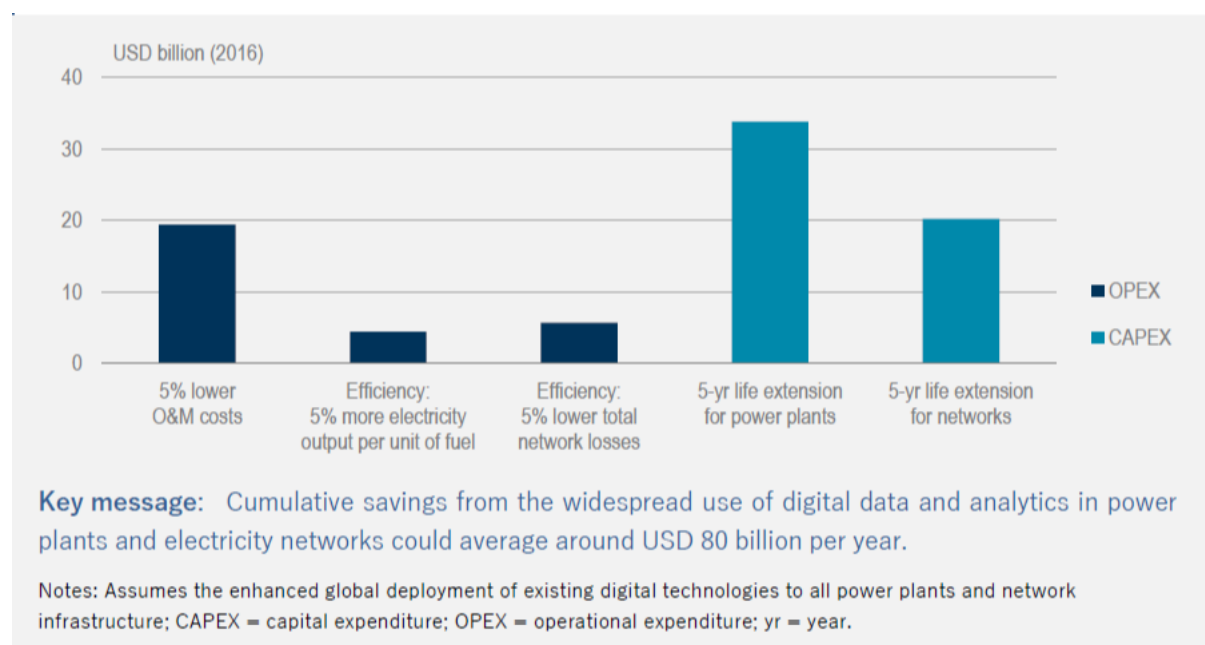 USD billion (2016)
40
30
20
10
0
OPEX
CAPEX
5% lower
O&M costs
Efficiency:
5% more electricity
output per unit of fuel
Efficiency:
5% lower total
network losses
5-yr life extension
for power plants
5-yr life extension
for networks
Key message: Cumulative savings from the widespread use of digital data and analytics in power
plants and electricity networks could average around USD 80 billion per year.
Notes: Assumes the enhanced global deployment of existing digital technologies to all power plants and network
infrastructure; CAPEX = capital expenditure; OPEX = operational expenditure; yr = year.